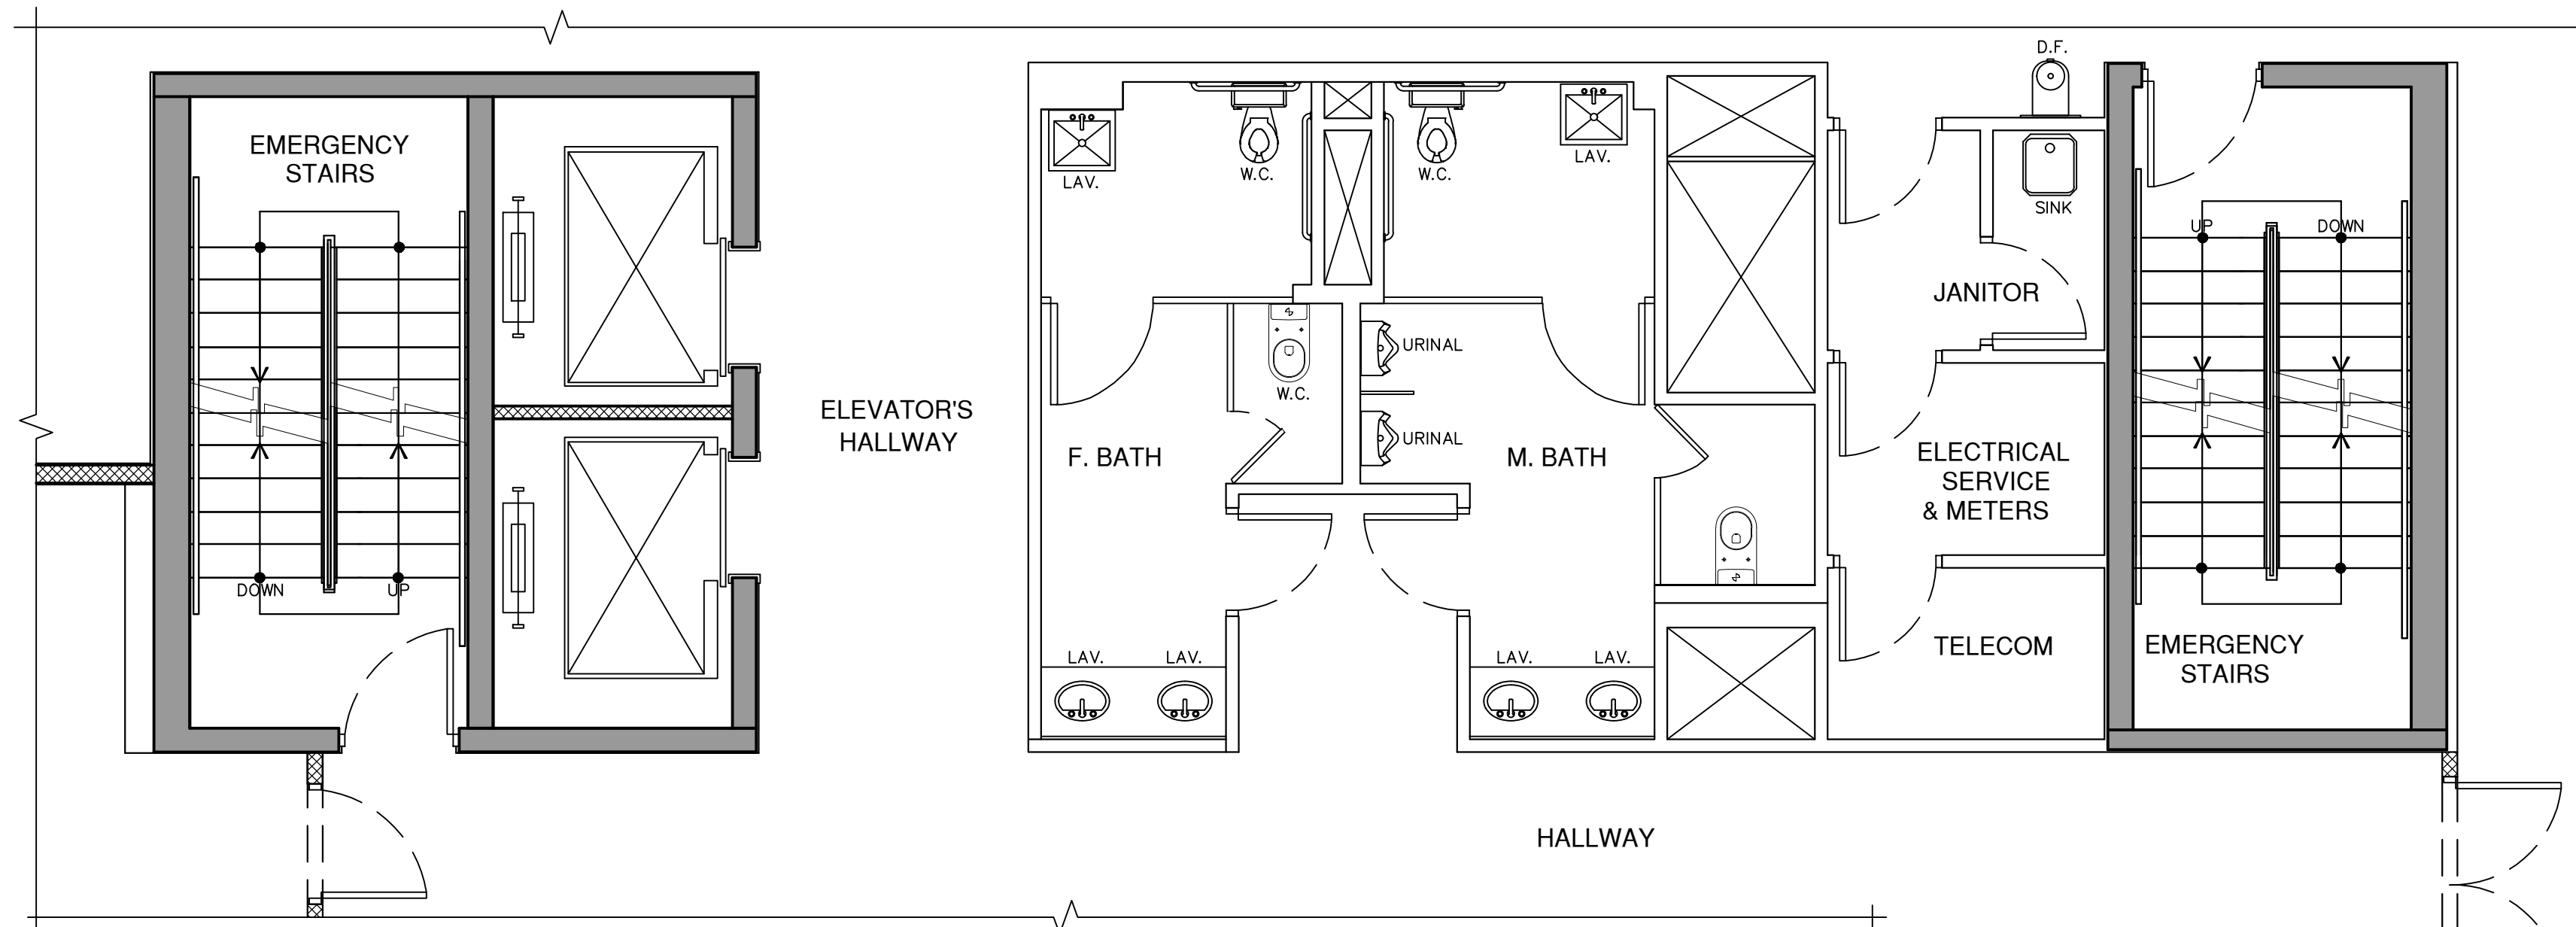 D.F.
EMERGENCY
STAIRS
LAV.
W.C.
W.C.
LAV.
SINK
UP
DOWN
JANITOR
URINAL
W.C.
URINAL
ELEVATOR'S
HALLWAY
F. BATH
M. BATH
ELECTRICAL
SERVICE
& METERS
DOWN
UP
TELECOM
EMERGENCY
STAIRS
LAV.
LAV.
LAV.
LAV.
HALLWAY